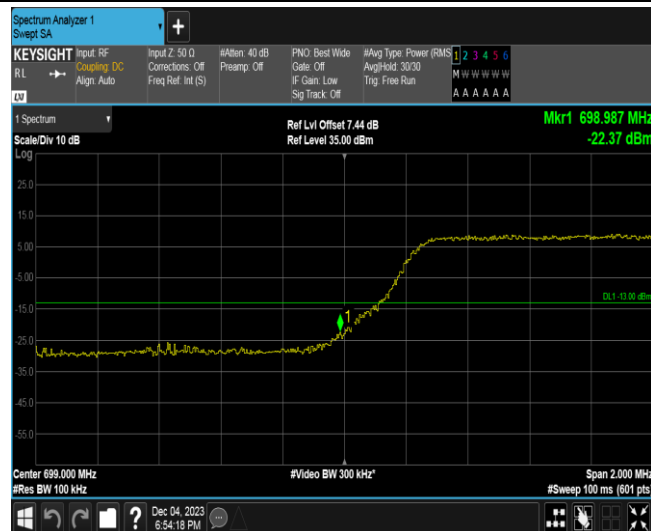 Spectrum Analyzer 1
Swept SA
KEYSIGHT
RL
LXI
Input: RF
Coupling: DC
Align: Auto
Input Z: 50 Ω
Corrections: Off
Freq Ref: Int (S)
#Atten: 40 dB
Preamp: Off
PNO: Best Wide
Gate: Off
IF Gain: Low
Sig Track: Off
#Avg Type: Power (RMS
Avg|Hold: 30/30
Trig: Free Run
1 2 3 4 5 6
M W W W W W
A A A A A A
1 Spectrum
Scale/Div 10 dB
Log
Ref Lvl Offset 7.44 dB
Ref Level 35.00 dBm
Mkr1 698.987 MHz
-22.37 dBm
25.0
15.0
5.00
-5.00
-15.0
-25.0
-35.0
-45.0
-55.0
DL1 -13.00 dBm
1
Center 699.000 MHz
#Res BW 100 kHz
#Video BW 300 kHz*
Span 2.000 MHz
#Sweep 100 ms (601 pts)
?
Dec 04, 2023
6:54:18 PM